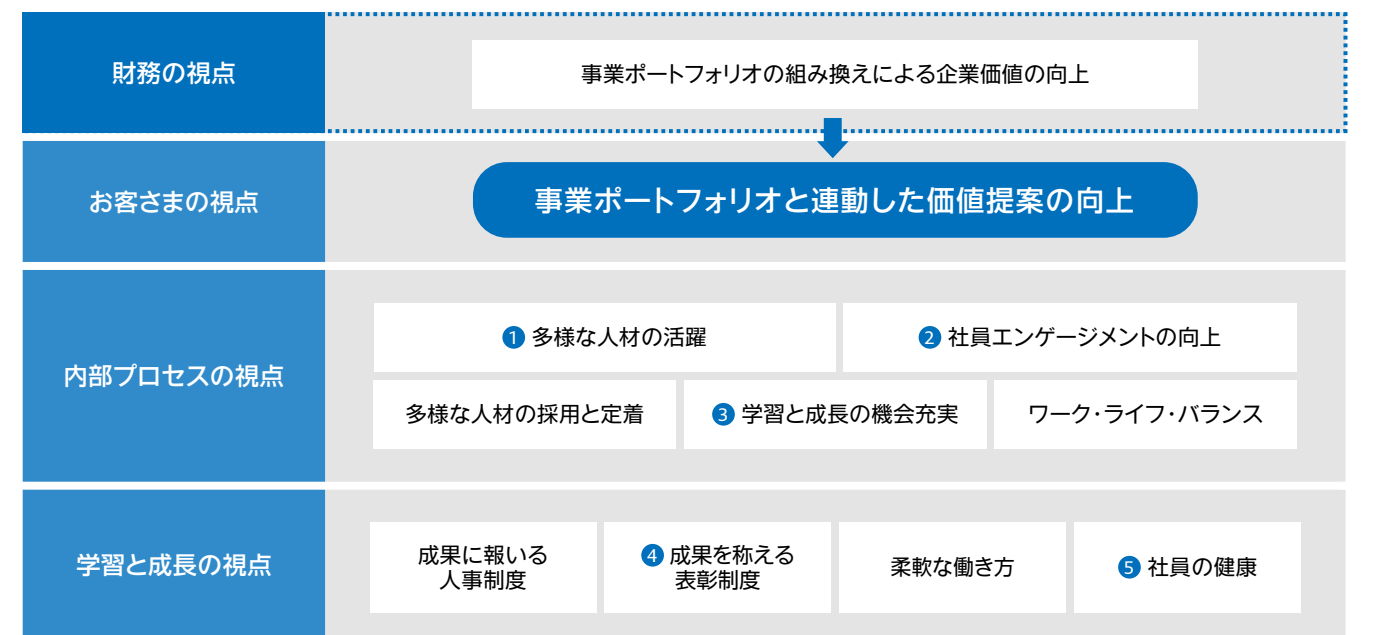 財務の視点
事業ポートフォリオの組み換えによる企業価値の向上
お客さまの視点
事業ポートフォリオと連動した価値提案の向上
内部プロセスの視点
1 多様な人材の活躍
2 社員エンゲージメントの向上
多様な人材の採用と定着
3 学習と成長の機会充実
ワーク・ライフ・バランス
学習と成長の視点
成果に報いる
人事制度
4 成果を称える
表彰制度
柔軟な働き方
5 社員の健康